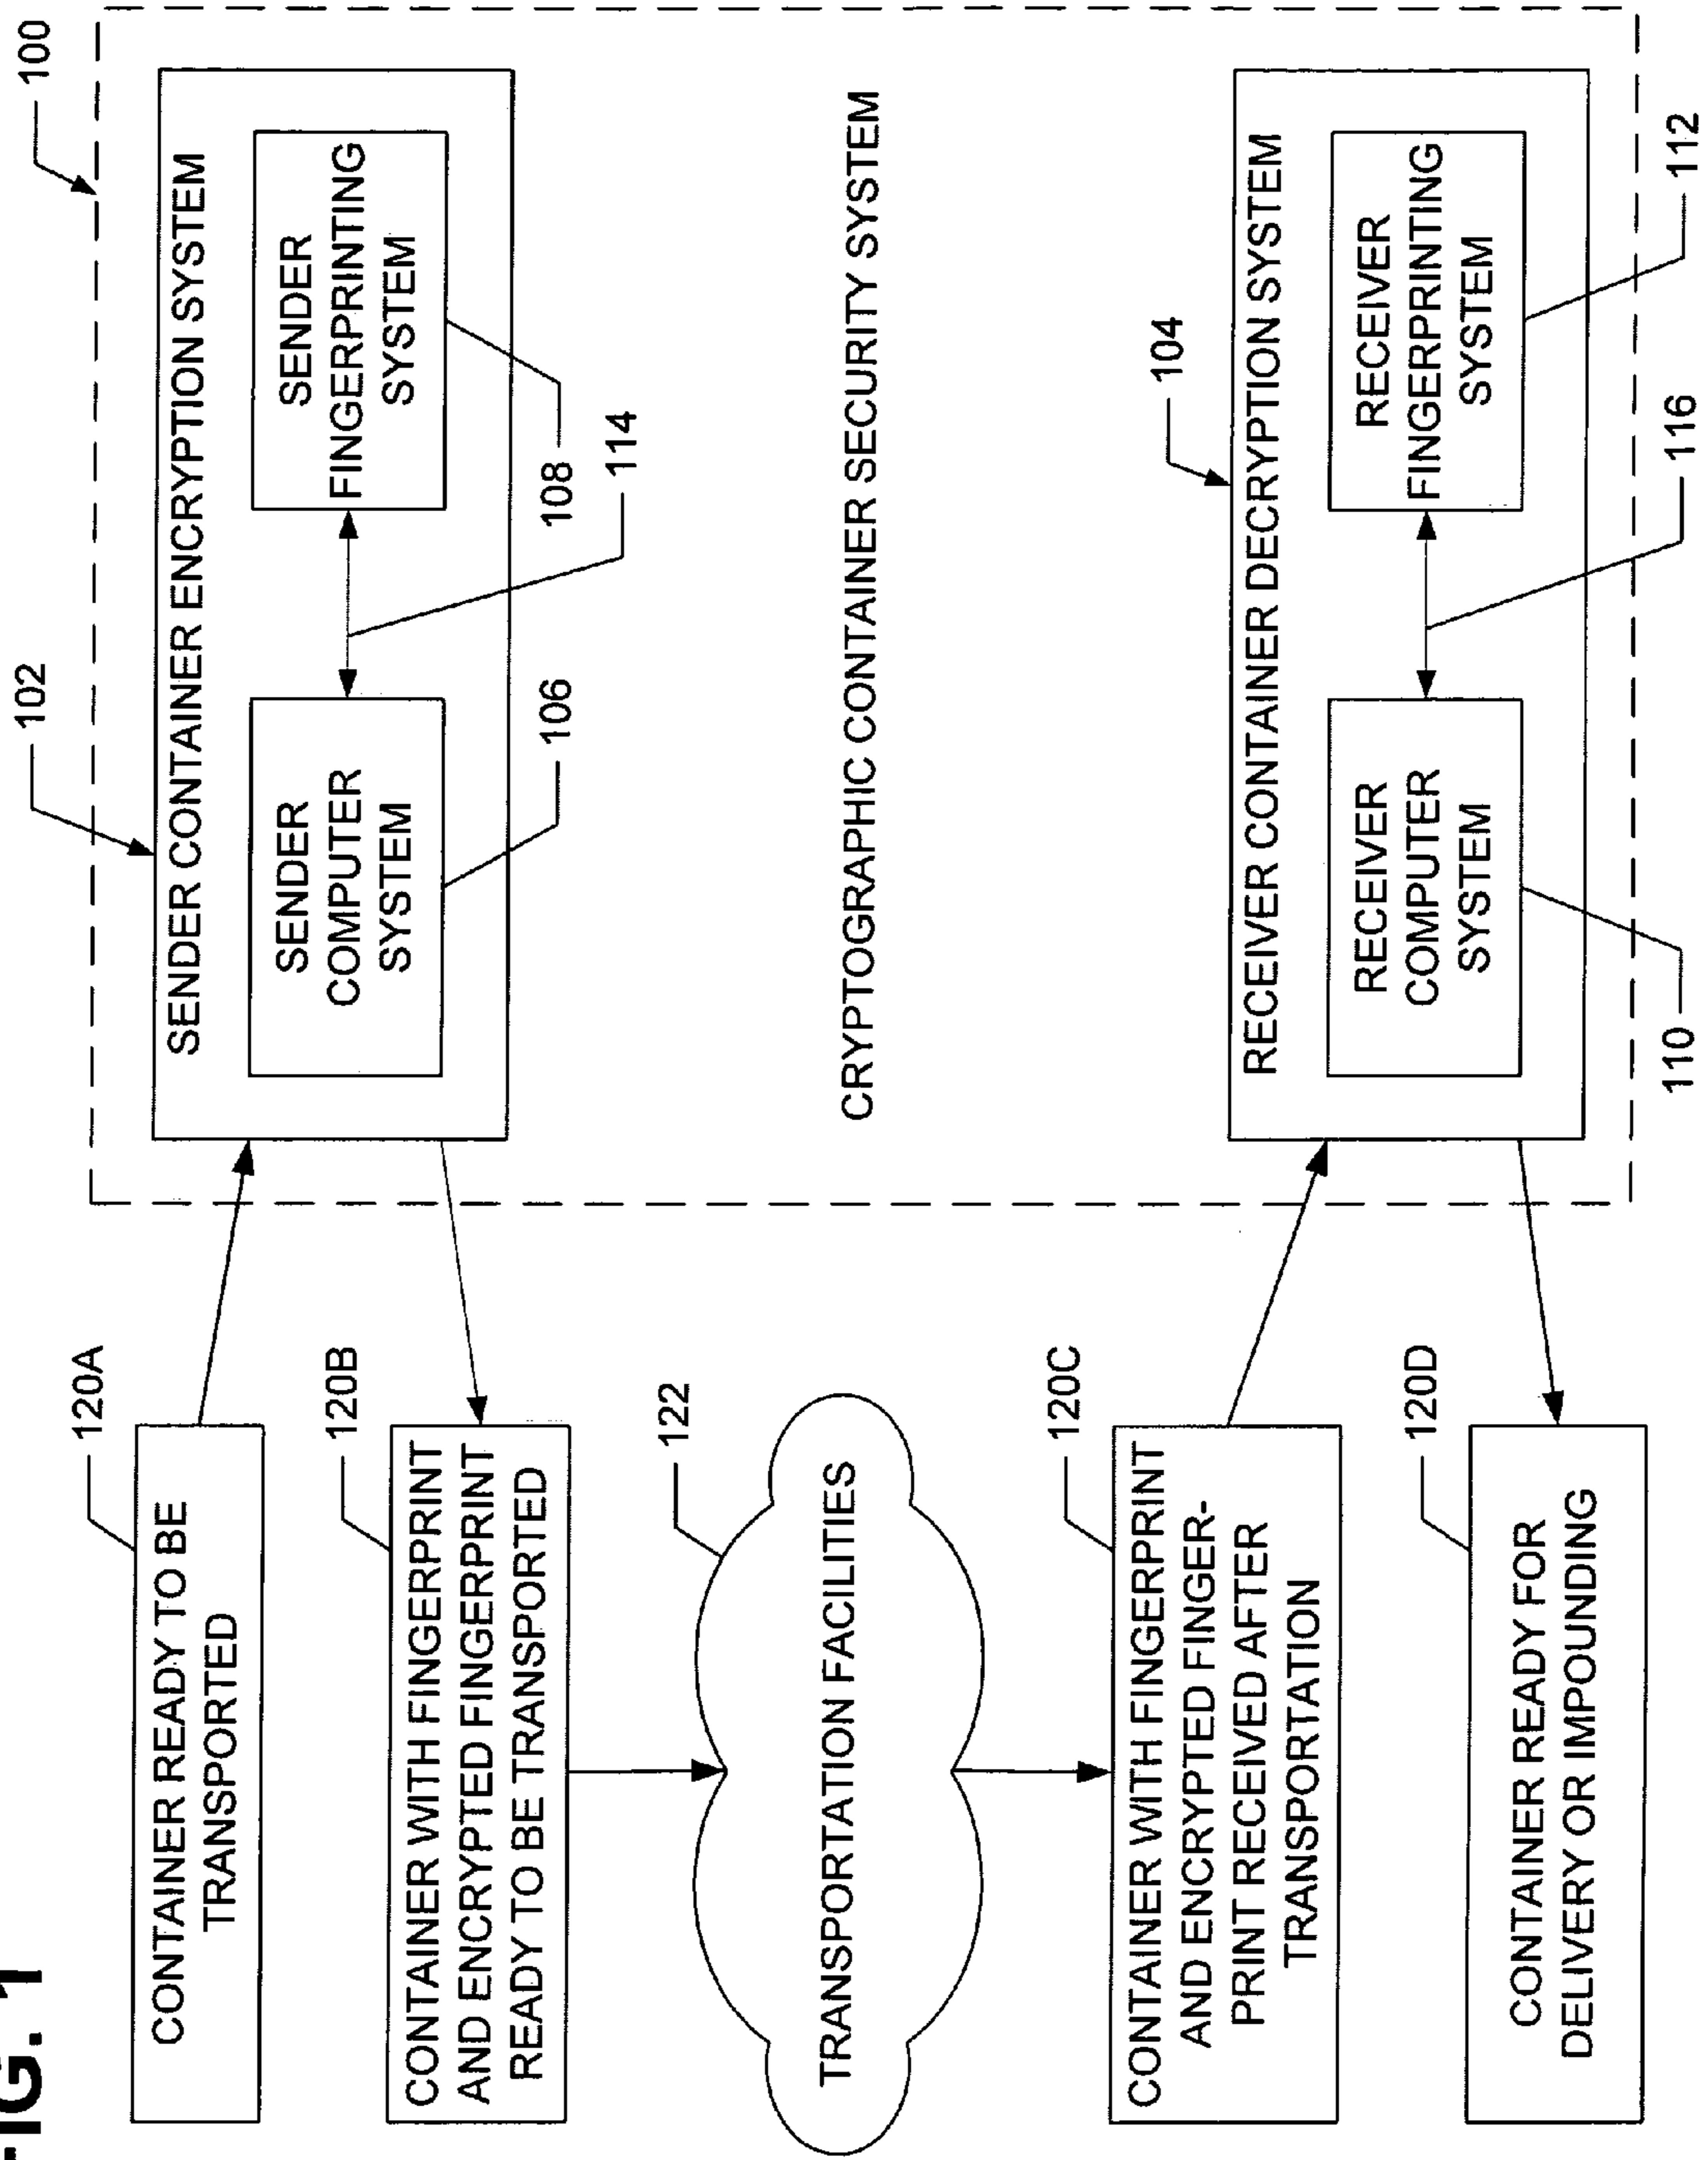 FIG. 1
100
102
SENDER CONTAINER ENCRYPTION SYSTEM
SENDER
COMPUTER
SYSTEM
SENDER
FINGERPRINTING
SYSTEM
106
108
114
CRYPTOGRAPHIC CONTAINER SECURITY SYSTEM
104
RECEIVER CONTAINER DECRYPTION SYSTEM
RECEIVER
COMPUTER
SYSTEM
RECEIVER
FINGERPRINTING
SYSTEM
110
116
112
120A
CONTAINER READY TO BE
TRANSPORTED
120B
CONTAINER WITH FINGERPRINT
AND ENCRYPTED FINGERPRINT
READY TO BE TRANSPORTED
122
TRANSPORTATION FACILITIES
120C
CONTAINER WITH FINGERPRINT
AND ENCRYPTED FINGER-
PRINT RECEIVED AFTER
TRANSPORTATION
120D
CONTAINER READY FOR
DELIVERY OR IMPOUNDING